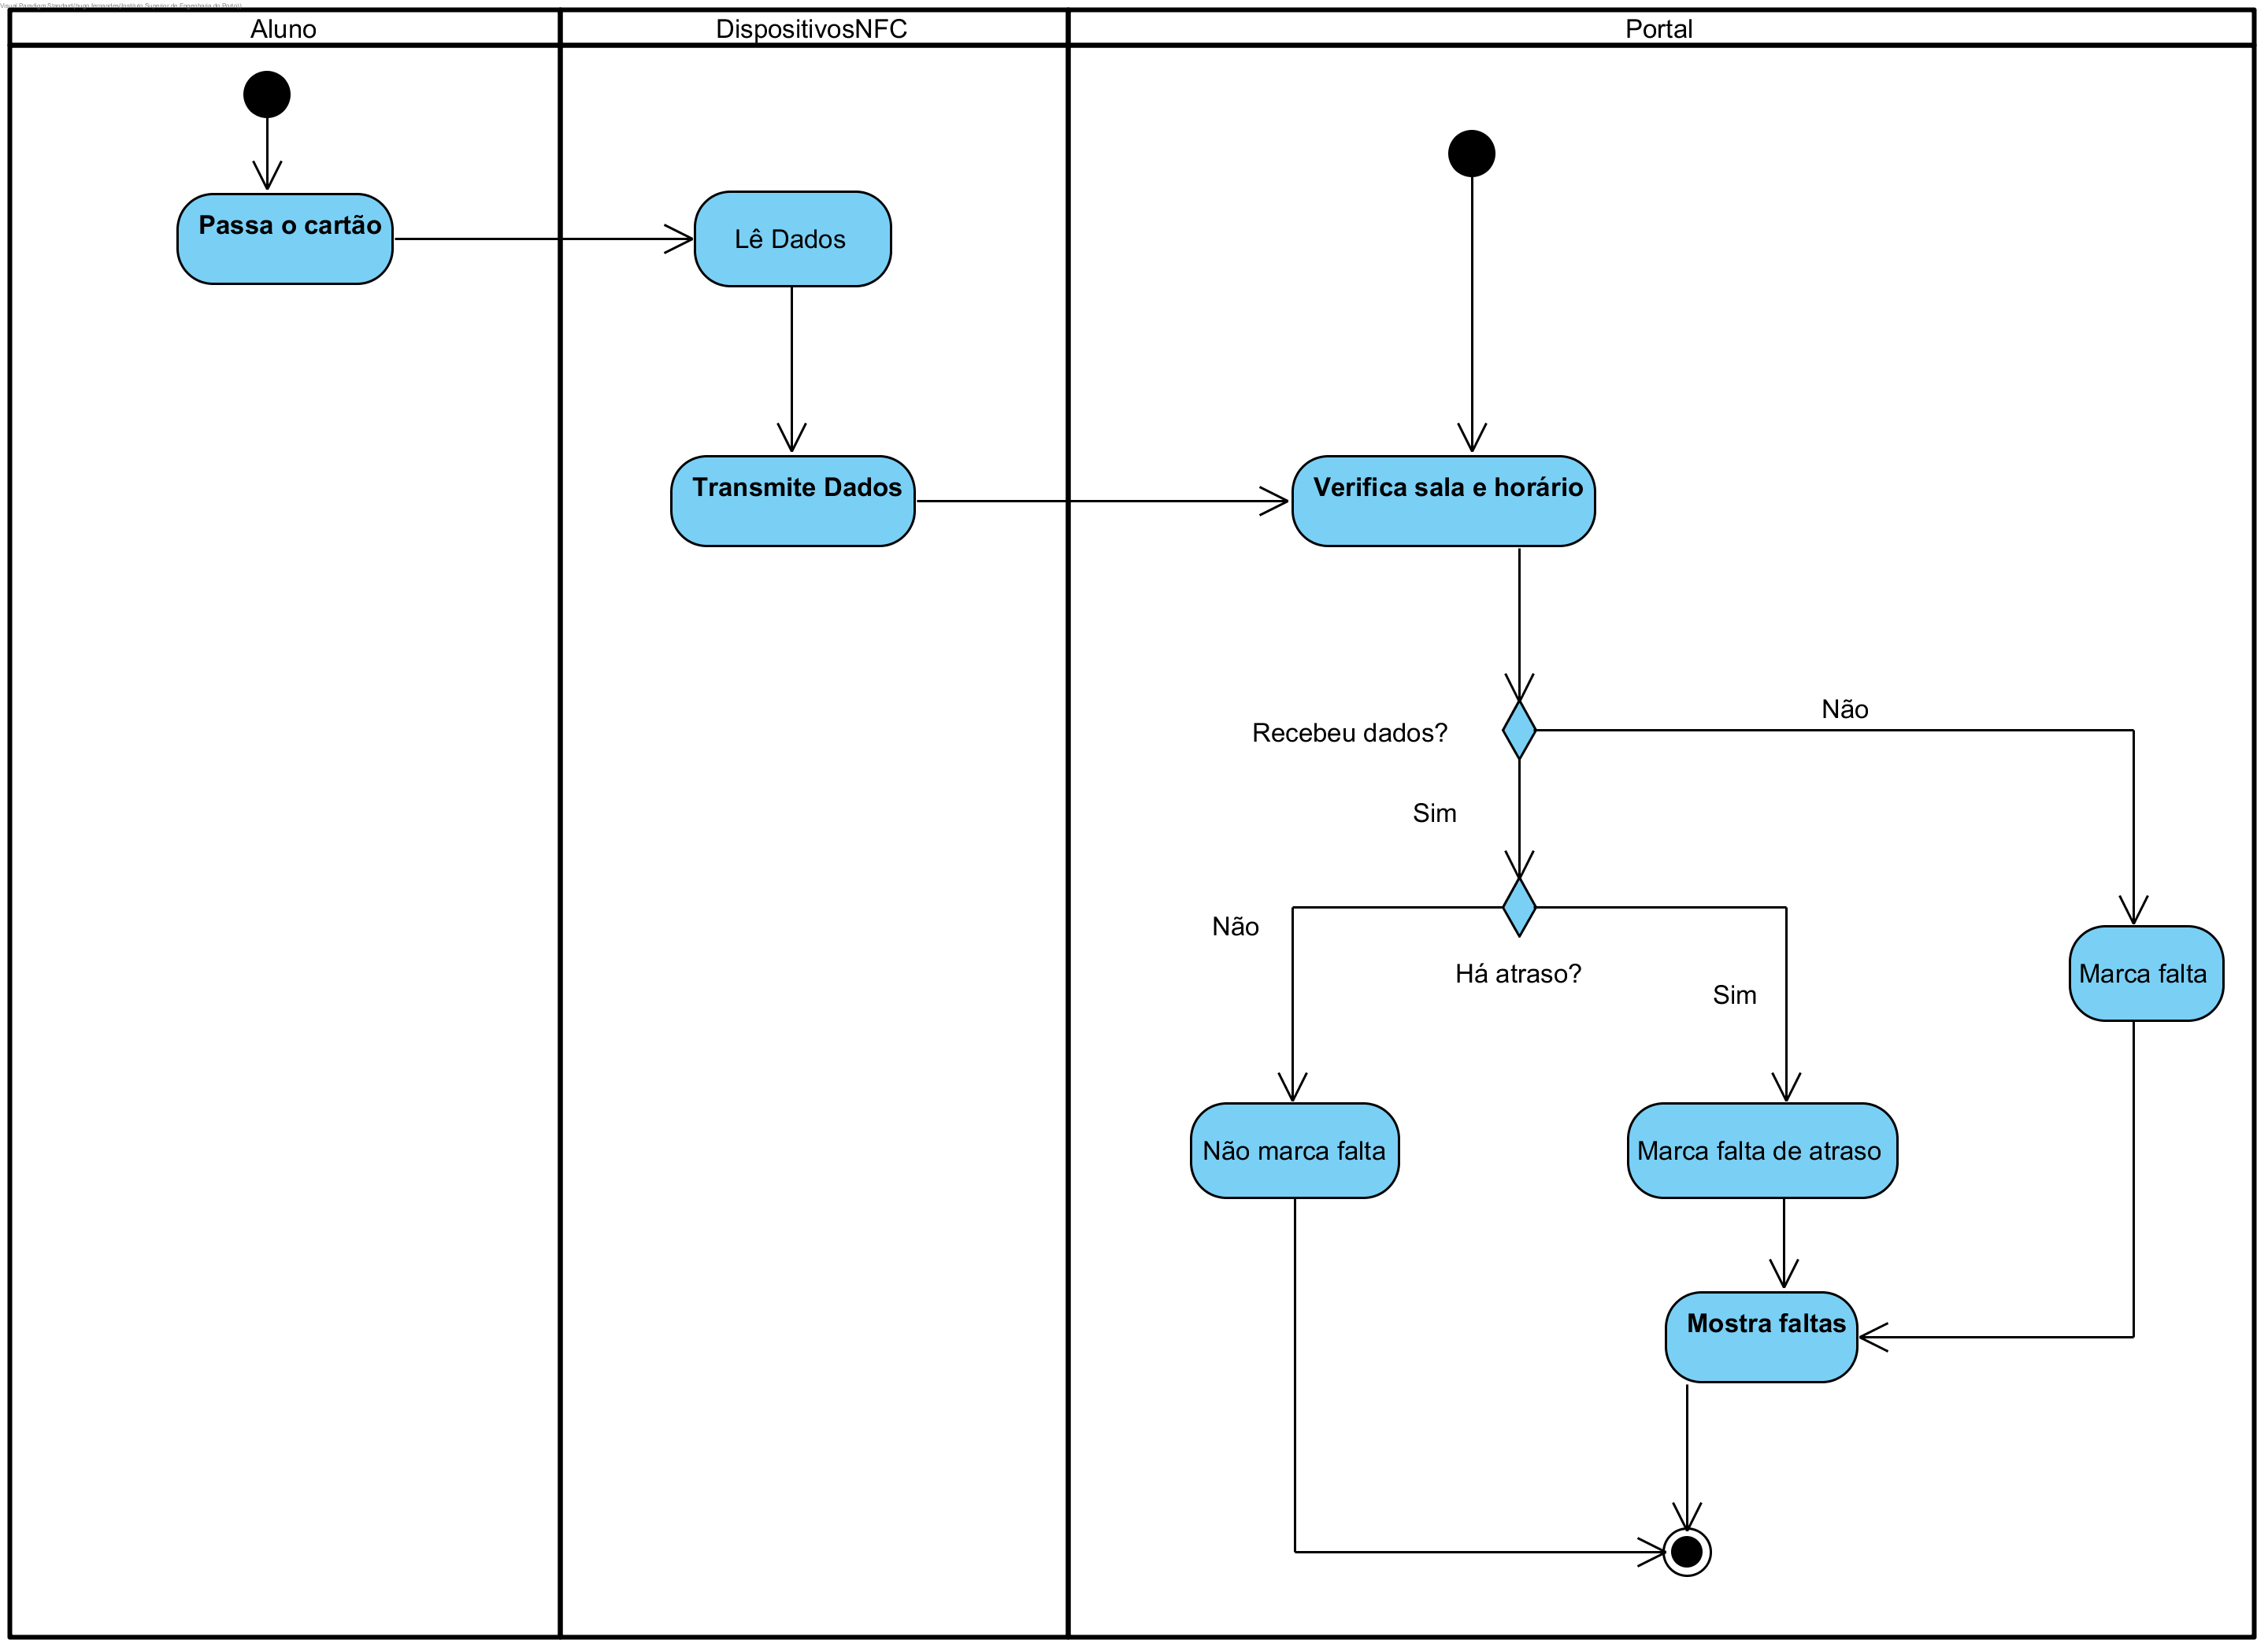 Visual Paradigm Standard(hugo fernandes(Instituto Superior de Engenharia do Porto))
Aluno
DispositivosNFC
Portal
Passa o cartão
Lê Dados
Transmite Dados
Verifica sala e horário
Recebeu dados?
Não
Sim
Não
Há atraso?
Sim
Marca falta
Não marca falta
Marca falta de atraso
Mostra faltas